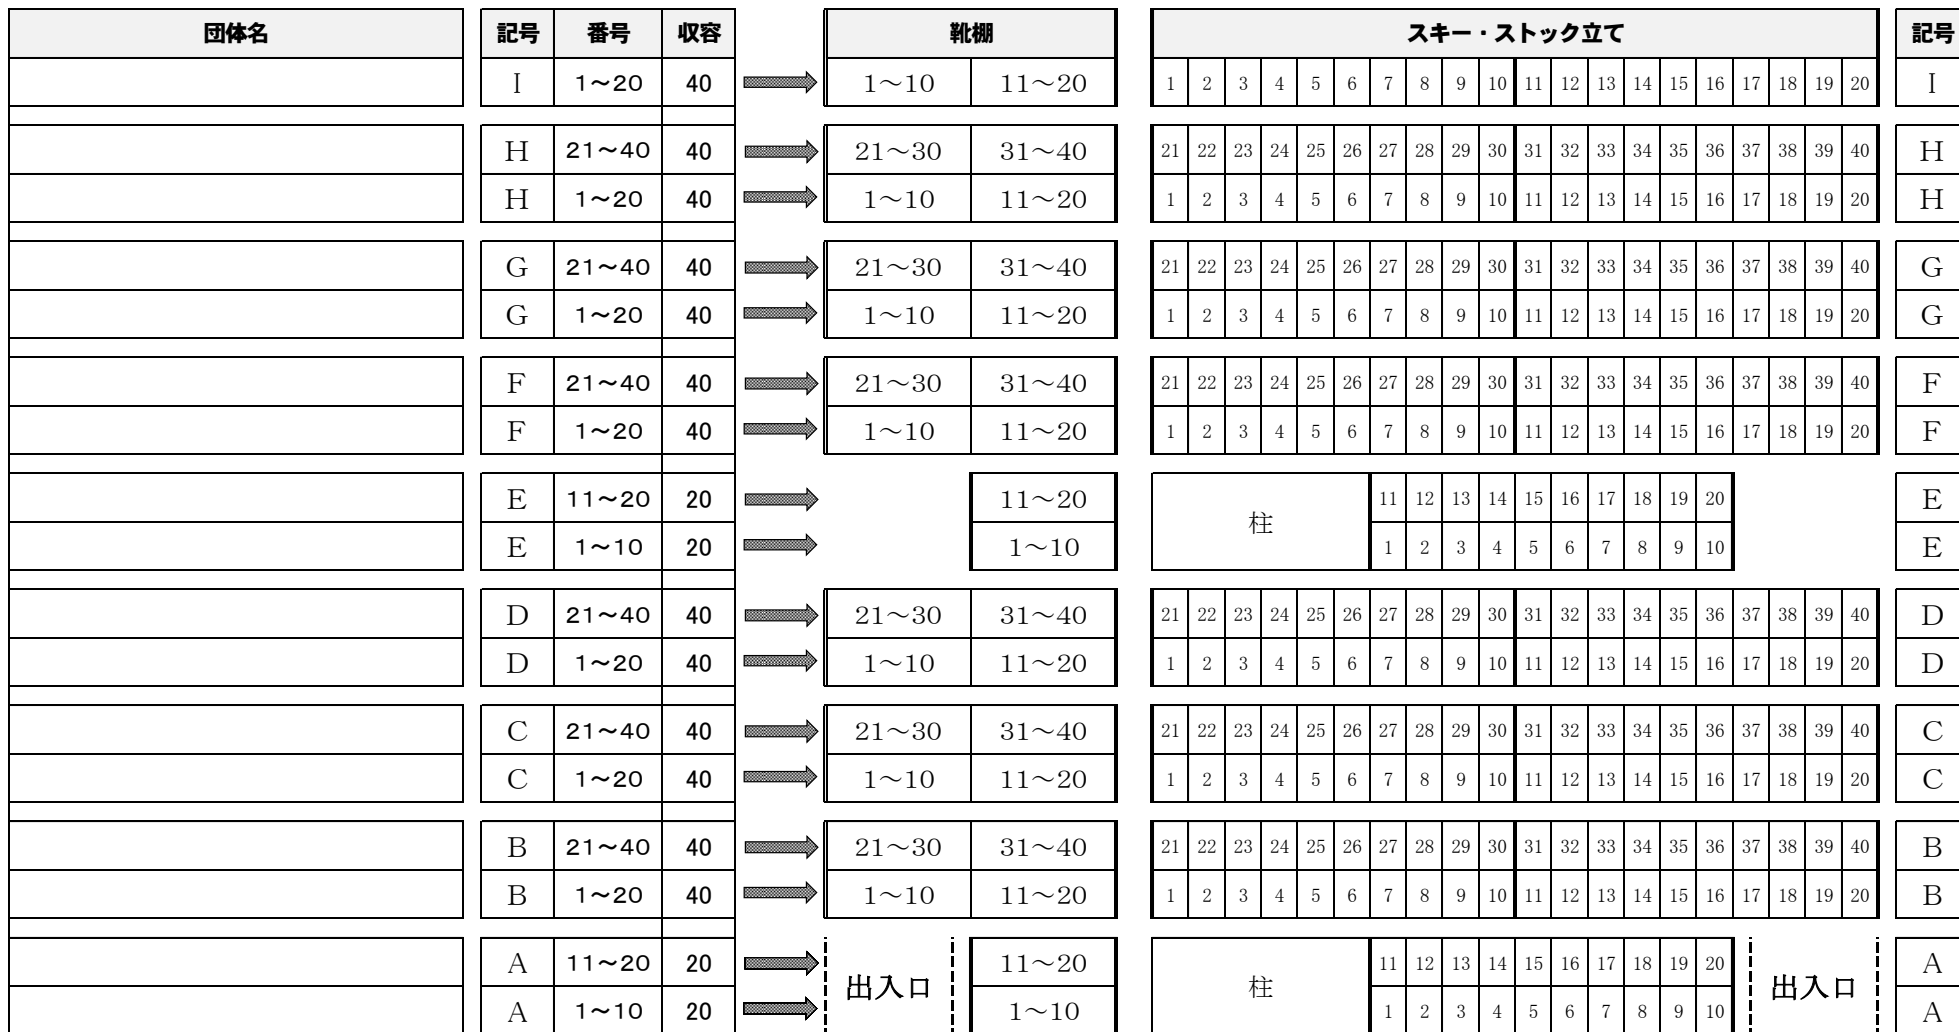 団体名 記号 番号 収容 靴棚 スキー・ストック立て 記号
I 1～20 40 1～10 11～20 1 2 3 4 5 6 7 8 9 10 11 12 13 14 15 16 17 18 19 20 I
H 21～40 40 21～30 31～40 21 22 23 24 25 26 27 28 29 30 31 32 33 34 35 36 37 38 39 40 H
H 1～20 40 1～10 11～20 1 2 3 4 5 6 7 8 9 10 11 12 13 14 15 16 17 18 19 20 H
G 21～40 40 21～30 31～40 21 22 23 24 25 26 27 28 29 30 31 32 33 34 35 36 37 38 39 40 G
G 1～20 40 1～10 11～20 1 2 3 4 5 6 7 8 9 10 11 12 13 14 15 16 17 18 19 20 G
F 21～40 40 21～30 31～40 21 22 23 24 25 26 27 28 29 30 31 32 33 34 35 36 37 38 39 40 F
F 1～20 40 1～10 11～20 1 2 3 4 5 6 7 8 9 10 11 12 13 14 15 16 17 18 19 20 F
E 11～20 20 11～20 11 12 13 14 15 16 17 18 19 20 E
柱
E 1～10 20 1～10 1 2 3 4 5 6 7 8 9 10 E
D 21～40 40 21～30 31～40 21 22 23 24 25 26 27 28 29 30 31 32 33 34 35 36 37 38 39 40 D
D 1～20 40 1～10 11～20 1 2 3 4 5 6 7 8 9 10 11 12 13 14 15 16 17 18 19 20 D
C 21～40 40 21～30 31～40 21 22 23 24 25 26 27 28 29 30 31 32 33 34 35 36 37 38 39 40 C
C 1～20 40 1～10 11～20 1 2 3 4 5 6 7 8 9 10 11 12 13 14 15 16 17 18 19 20 C
B 21～40 40 21～30 31～40 21 22 23 24 25 26 27 28 29 30 31 32 33 34 35 36 37 38 39 40 B
B 1～20 40 1～10 11～20 1 2 3 4 5 6 7 8 9 10 11 12 13 14 15 16 17 18 19 20 B
A 11～20 20 11～20 11 12 13 14 15 16 17 18 19 20 A
出入口 柱 出入口
A 1～10 20 1～10 1 2 3 4 5 6 7 8 9 10 A